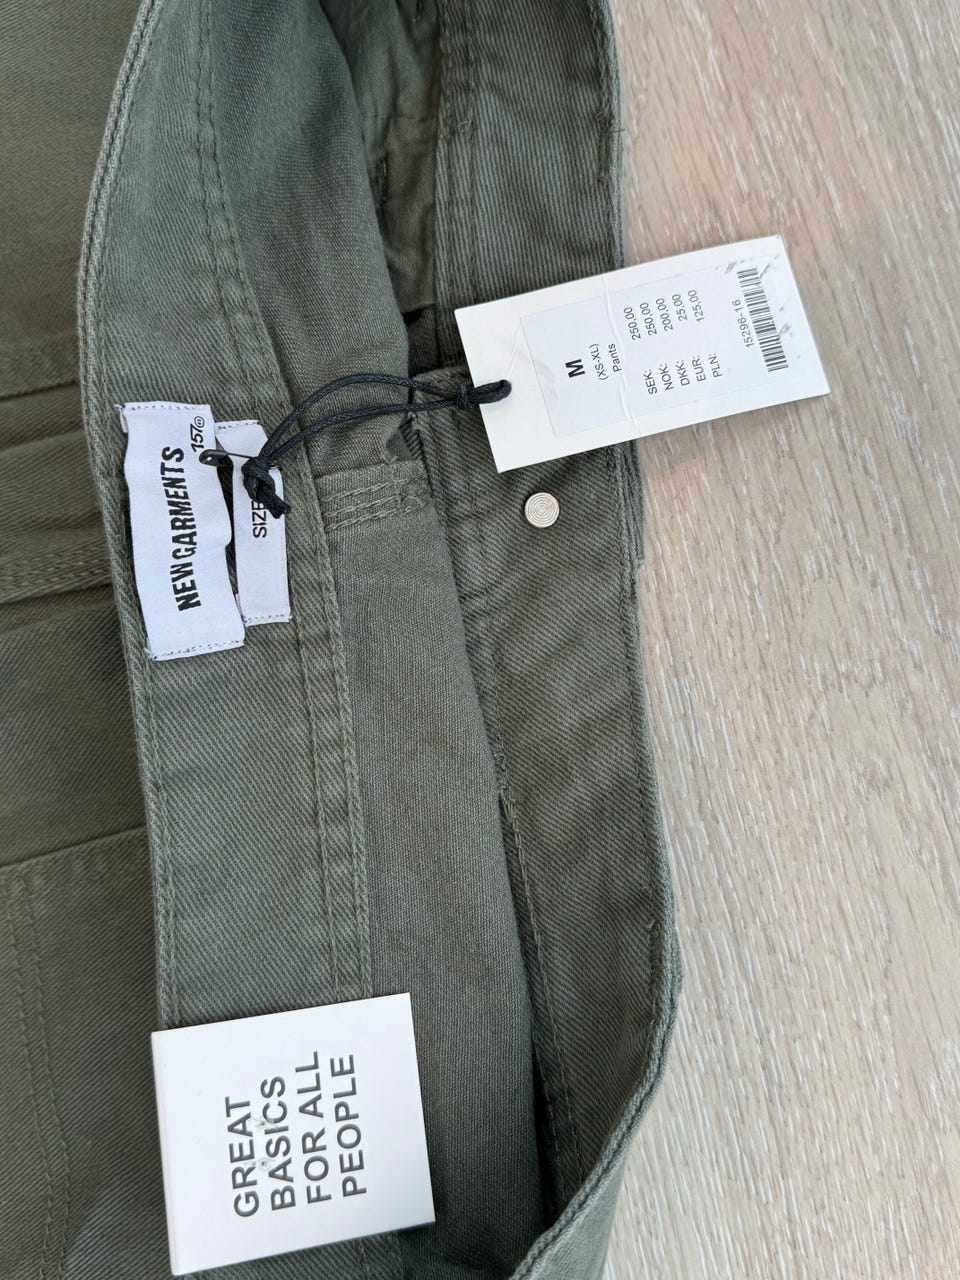 NEW GARMENTS
157®
SIZE
M
(XS-XL)
Pants
SEK: 250,00
NOK: 250,00
DKK: 200,00
EUR: 25,00
PLN: 125,00
15296-16
GREAT
BASICS
FOR ALL
PEOPLE